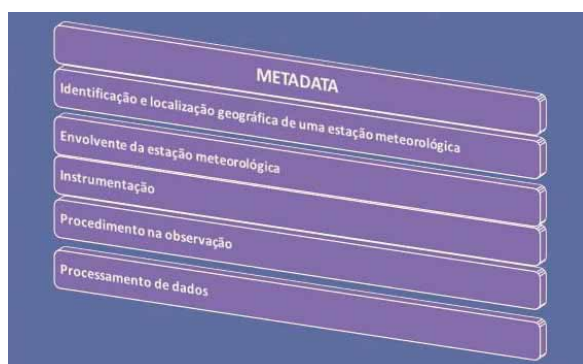 METADATA
Identificação e localização geográfica de uma estação meteorológica
Envolvente da estação meteorológica
Instrumentação
Procedimento na observação
Processamento de dados